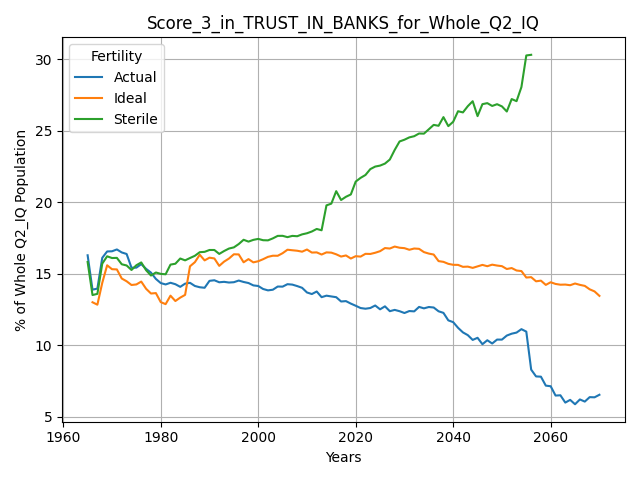 Score_3_in_TRUST_IN_BANKS_for_Whole_Q2_IQ
% of Whole Q2_IQ Population
30
25
20
15
10
5
Fertility
Actual
Ideal
Sterile
1960 1980 2000 2020 2040 2060
Years